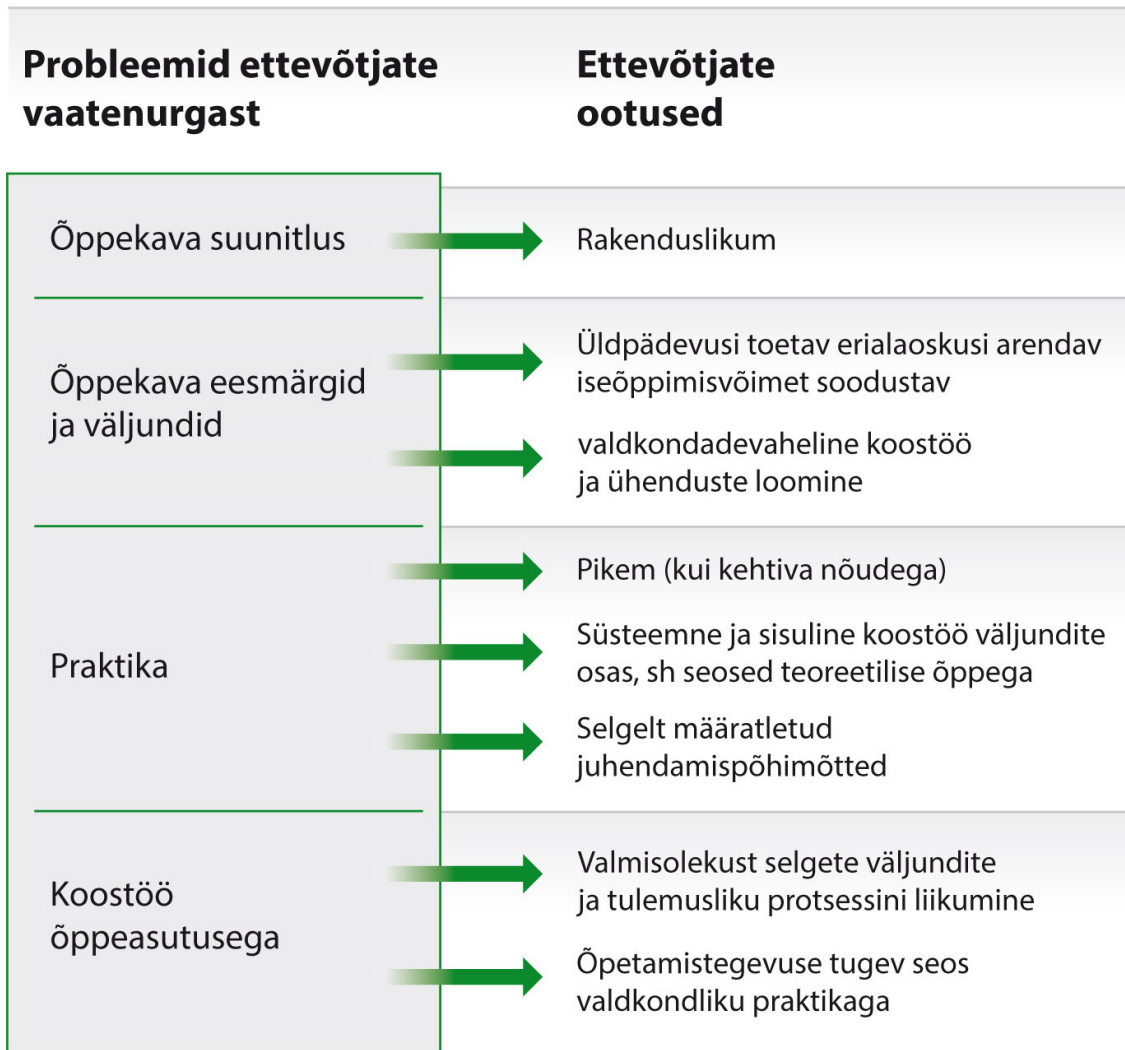 Probleemid ettevõtjate
vaatenurgast
Ettevõtjate
ootused
Õppekava suunitlus
Rakenduslikum
Õppekava eesmärgid
ja väljundid
Üldpädevusi toetav erialaoskusi arendav
iseõppimisvõimet soodustav
valdkondadevaheline koostöö
ja ühenduste loomine
Praktika
Pikem (kui kehtiva nõudega)
Süsteemne ja sisuline koostöö väljundite
osas, sh seosed teoreetilise õppega
Selgelt määratletud
juhendamispõhimõtted
Koostöö
õppeasutusega
Valmisolekust selgete väljundite
ja tulemusliku protsessini liikumine
Õpetamistegevuse tugev seos
valdkondliku praktikaga